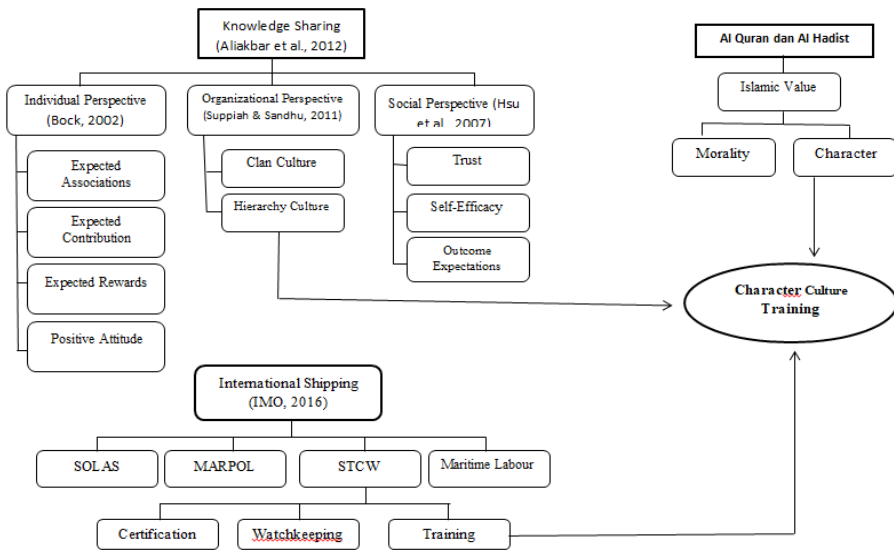 Knowledge Sharing
(Aliakbar et al., 2012)
Al Quran dan Al Hadist
Individual Perspective
(Bock, 2002)
Organizational Perspective
(Suppiah & Sandhu, 2011)
Social Perspective (Hsu
et al., 2007)
Islamic Value
Morality
Character
Expected
Associations
Expected
Contribution
Expected Rewards
Positive Attitude
Clan Culture
Hierarchy Culture
Trust
Self-Efficacy
Outcome
Expectations
Character Culture
Training
International Shipping
(IMO, 2016)
SOLAS
MARPOL
STCW
Maritime Labour
Certification
Watchkeeping
Training